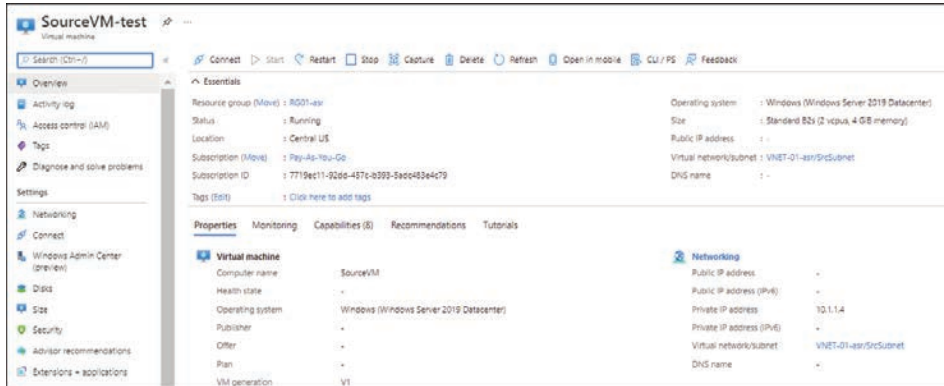 SourceVM-test
Virtual machine
Search (Ctrl+/)
Connect Start Restart Stop Capture Delete Refresh Open in mobile CLI / PS Feedback
Overview
Activity log
Access control (IAM)
Tags
Diagnose and solve problems
Settings
Networking
Connect
Windows Admin Center
(preview)
Disks
Size
Security
Advisor recommendations
Extensions + applications
Essentials
Resource group (Move) : RG01-asr
Status : Running
Location : Central US
Subscription (Move) : Pay-As-You-Go
Subscription ID
Tags (Edit) : Click here to add tags
Operating system : Windows (Windows Server 2019 Datacenter)
Size : Standard B2s (2 vcpus, 4 GiB memory)
Public IP address : -
Virtual network/subnet : VNET-01-asr/SrcSubnet
DNS name : -
Properties Monitoring Capabilities (8) Recommendations Tutorials
Virtual machine
Computer name SourceVM
Health state -
Operating system Windows (Windows Server 2019 Datacenter)
Publisher -
Offer -
Plan -
VM generation V1
Networking
Public IP address -
Public IP address (IPv6) -
Private IP address 10.1.1.4
Private IP address (IPv6) -
Virtual network/subnet VNET-01-asr/SrcSubnet
DNS name -